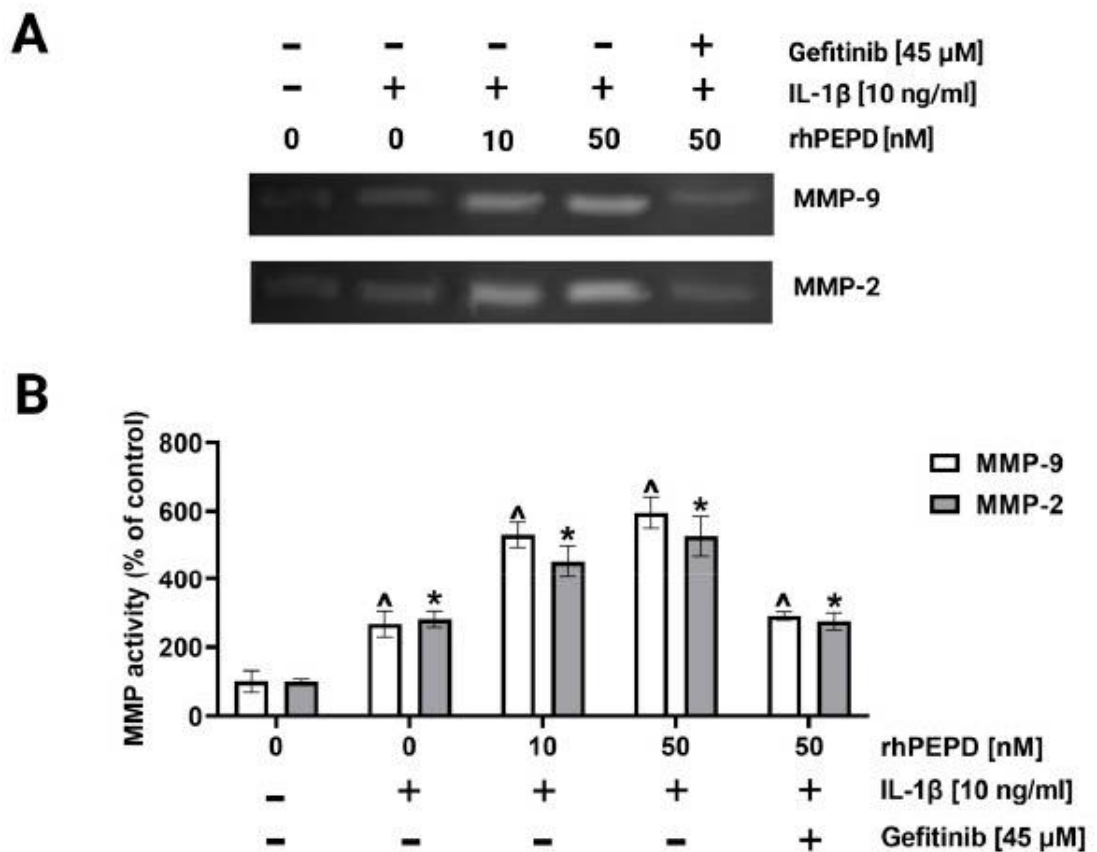 A
- - - - + Gefitinib [45 µM]
- + + + + IL-1β [10 ng/ml]
0 0 10 50 50 rhPEPD [nM]
MMP-9
MMP-2
B
MMP activity (% of control)
800
600
400
200
0
^ * ^ * ^ * ^ *
MMP-9
MMP-2
0 0 10 50 50 rhPEPD [nM]
- + + + + IL-1β [10 ng/ml]
- - - - + Gefitinib [45 µM]